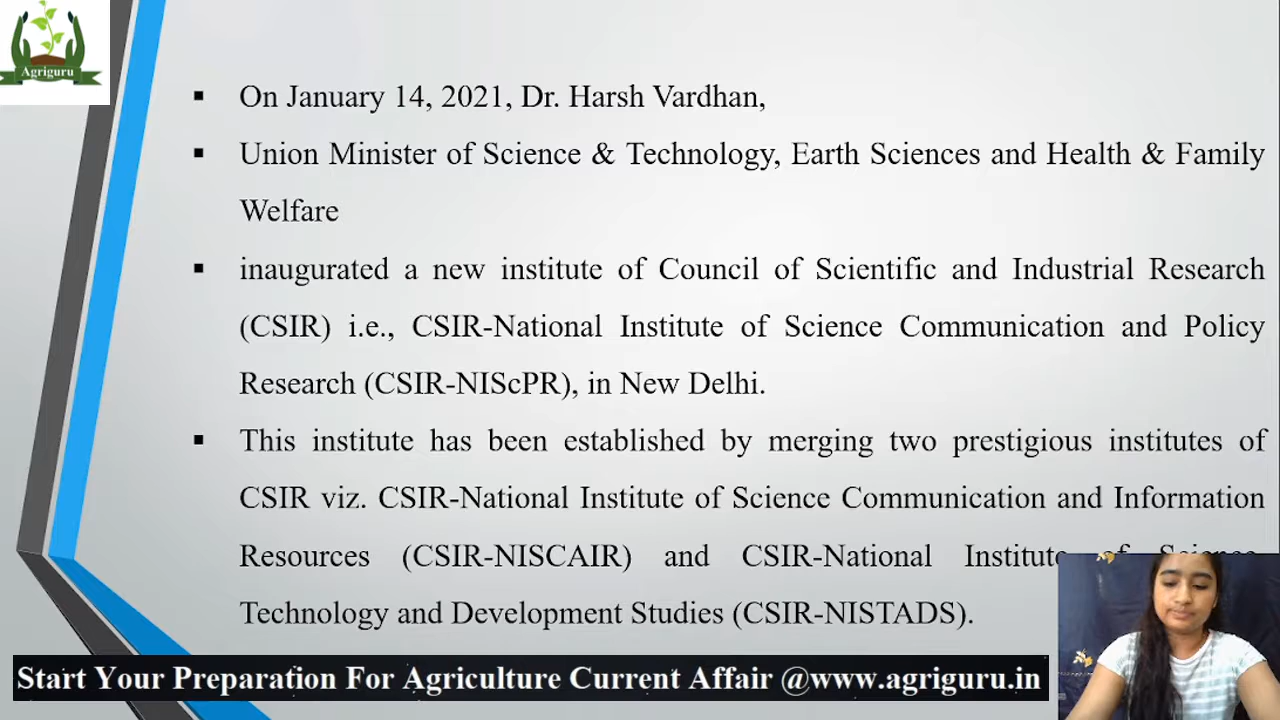 Agriguru
▪ On January 14, 2021, Dr. Harsh Vardhan,
▪ Union Minister of Science & Technology, Earth Sciences and Health & Family
Welfare
▪ inaugurated a new institute of Council of Scientific and Industrial Research
(CSIR) i.e., CSIR-National Institute of Science Communication and Policy
Research (CSIR-NIScPR), in New Delhi.
▪ This institute has been established by merging two prestigious institutes of
CSIR viz. CSIR-National Institute of Science Communication and Information
Resources (CSIR-NISCAIR) and CSIR-National Institute of Science,
Technology and Development Studies (CSIR-NISTADS).
Start Your Preparation For Agriculture Current Affair @www.agriguru.in